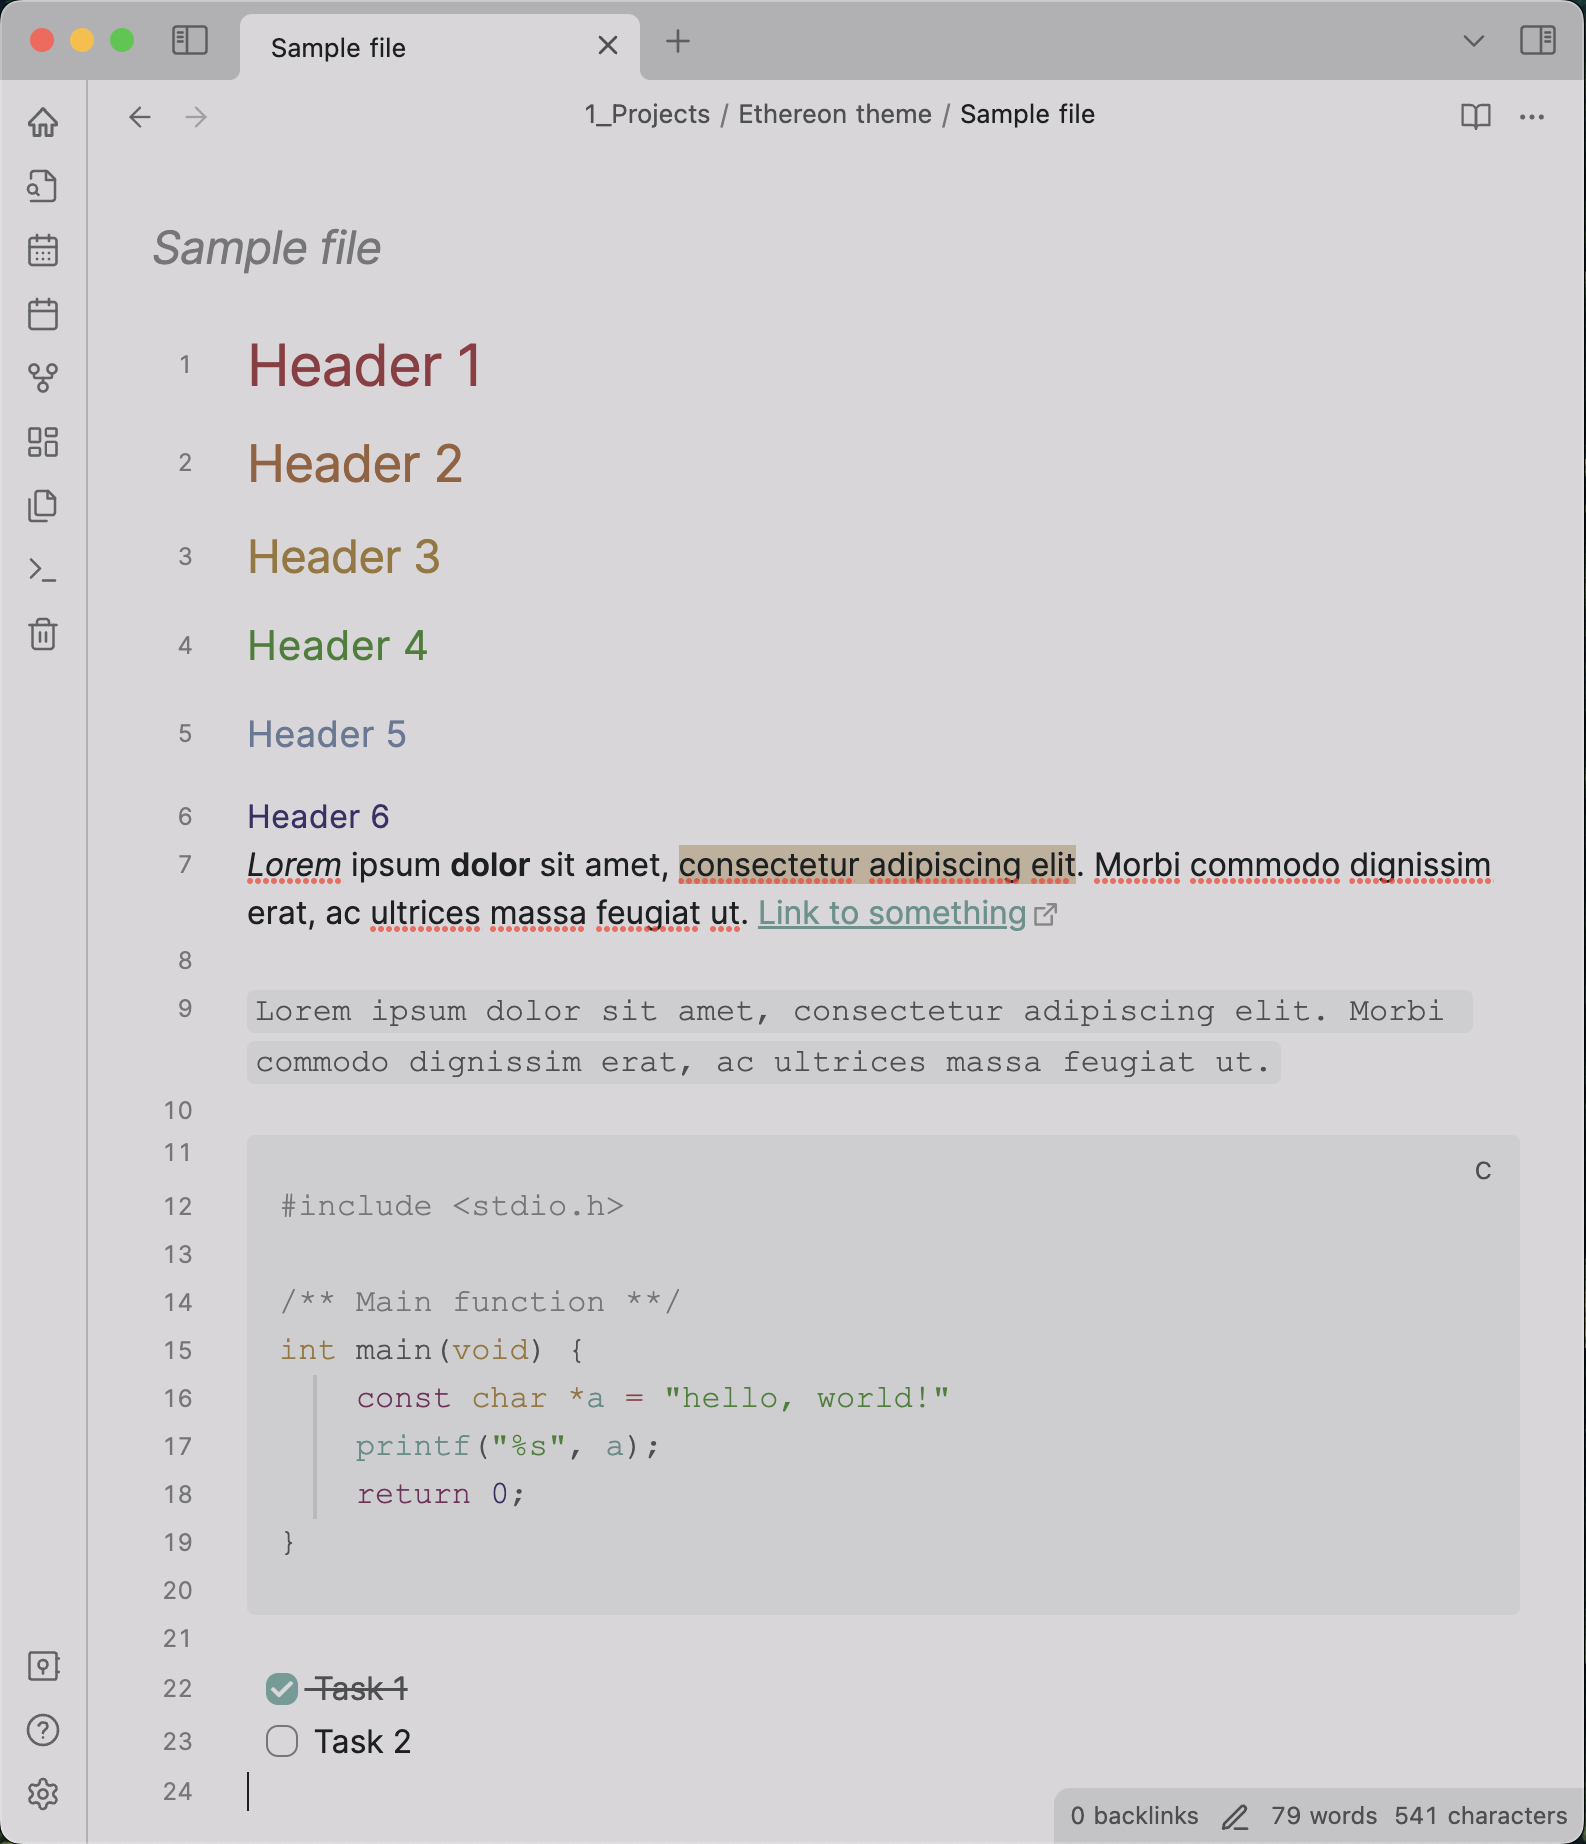 Sample file
1_Projects / Ethereon theme / Sample file
Sample file
1 Header 1
2 Header 2
3 Header 3
4 Header 4
5 Header 5
6 Header 6
7 Lorem ipsum dolor sit amet, consectetur adipiscing elit. Morbi commodo dignissim
erat, ac ultrices massa feugiat ut. Link to something
8
9 Lorem ipsum dolor sit amet, consectetur adipiscing elit. Morbi
commodo dignissim erat, ac ultrices massa feugiat ut.
10
11
C
12 #include <stdio.h>
13
14 /** Main function **/
15 int main(void) {
16 const char *a = "hello, world!"
17 printf("%s", a);
18 return 0;
19 }
20
21
22 Task 1
23 Task 2
24
0 backlinks 79 words 541 characters